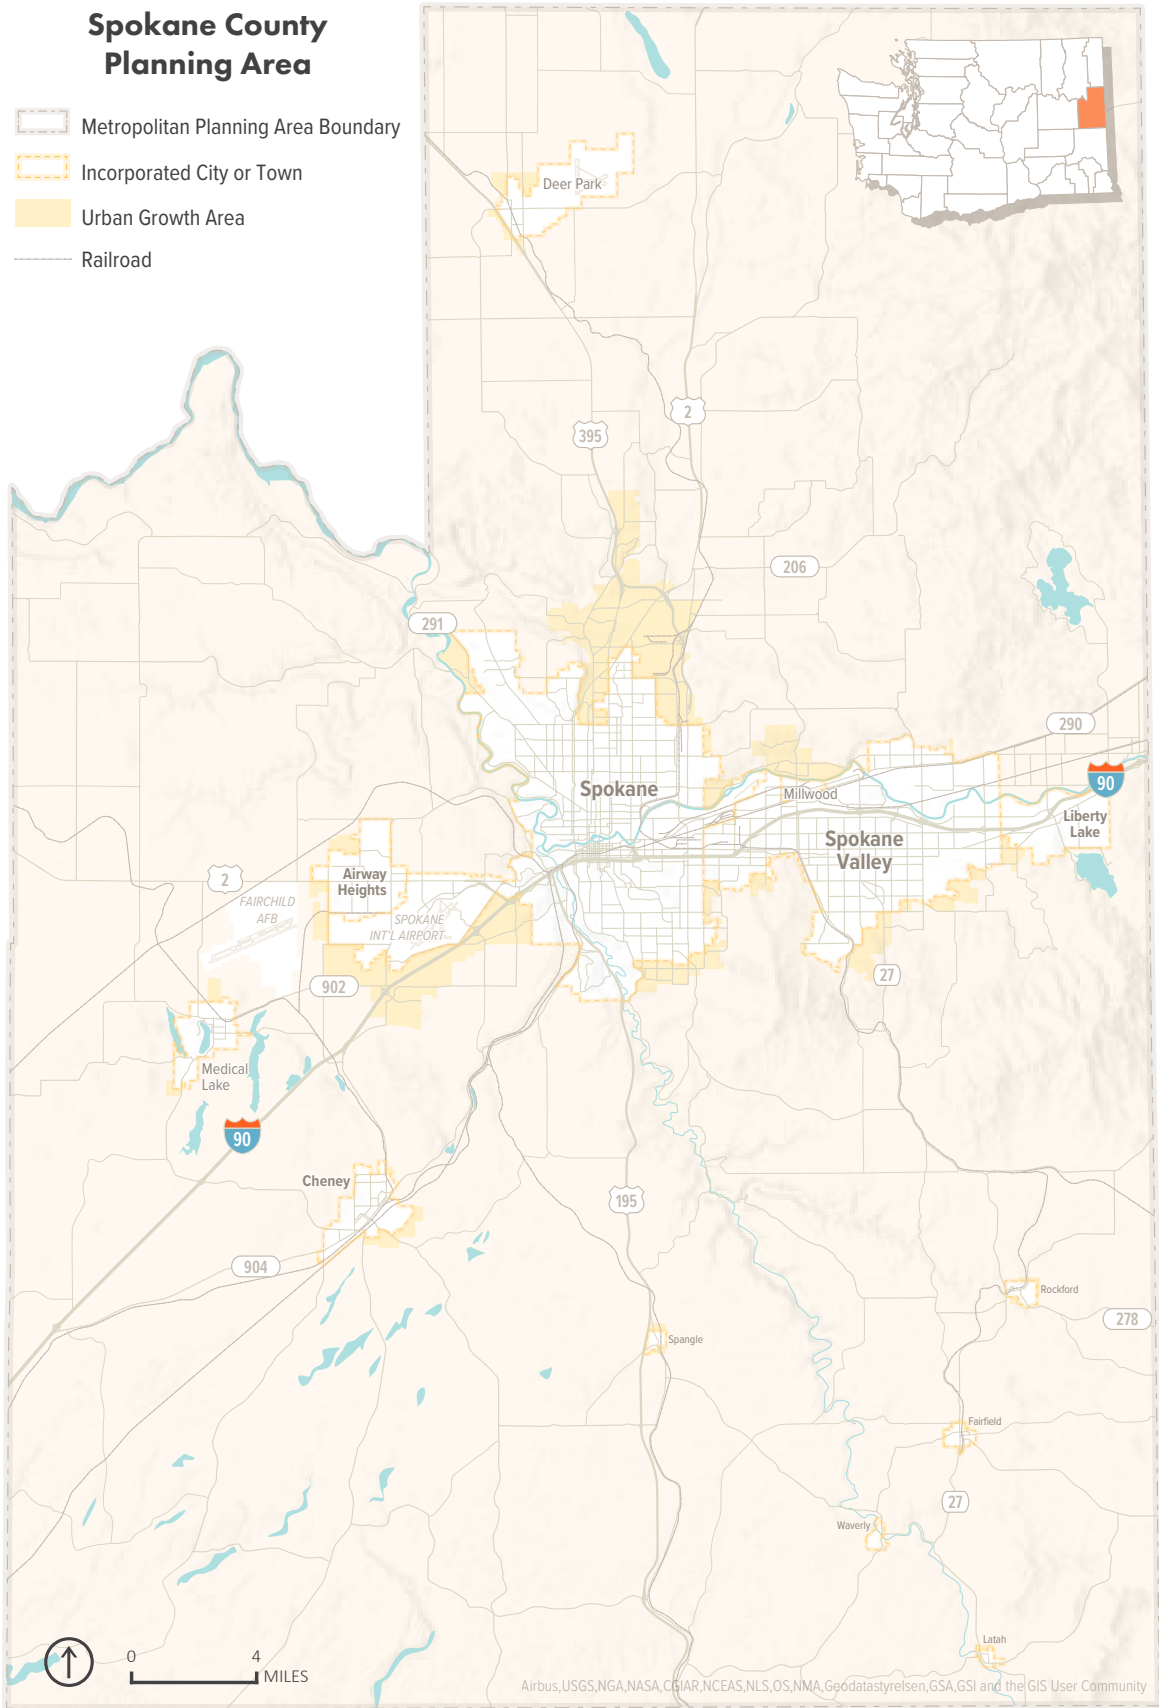 Spokane County
Planning Area
Metropolitan Planning Area Boundary
Incorporated City or Town
Urban Growth Area
Railroad
Deer Park
2
395
206
291
290
Spokane
Millwood
90
Liberty
Lake
Spokane
Valley
2
Airway
Heights
FAIRCHILD
AFB
SPOKANE
INT'L AIRPORT
902
27
Medical
Lake
90
Cheney
195
904
Rockford
278
Spangle
Fairfield
27
Waverly
Latah
0 4
MILES
Airbus,USGS,NGA,NASA,CGIAR,NCEAS,NLS,OS,NMA,Geodatastyrelsen,GSA,GSI and the GIS User Community